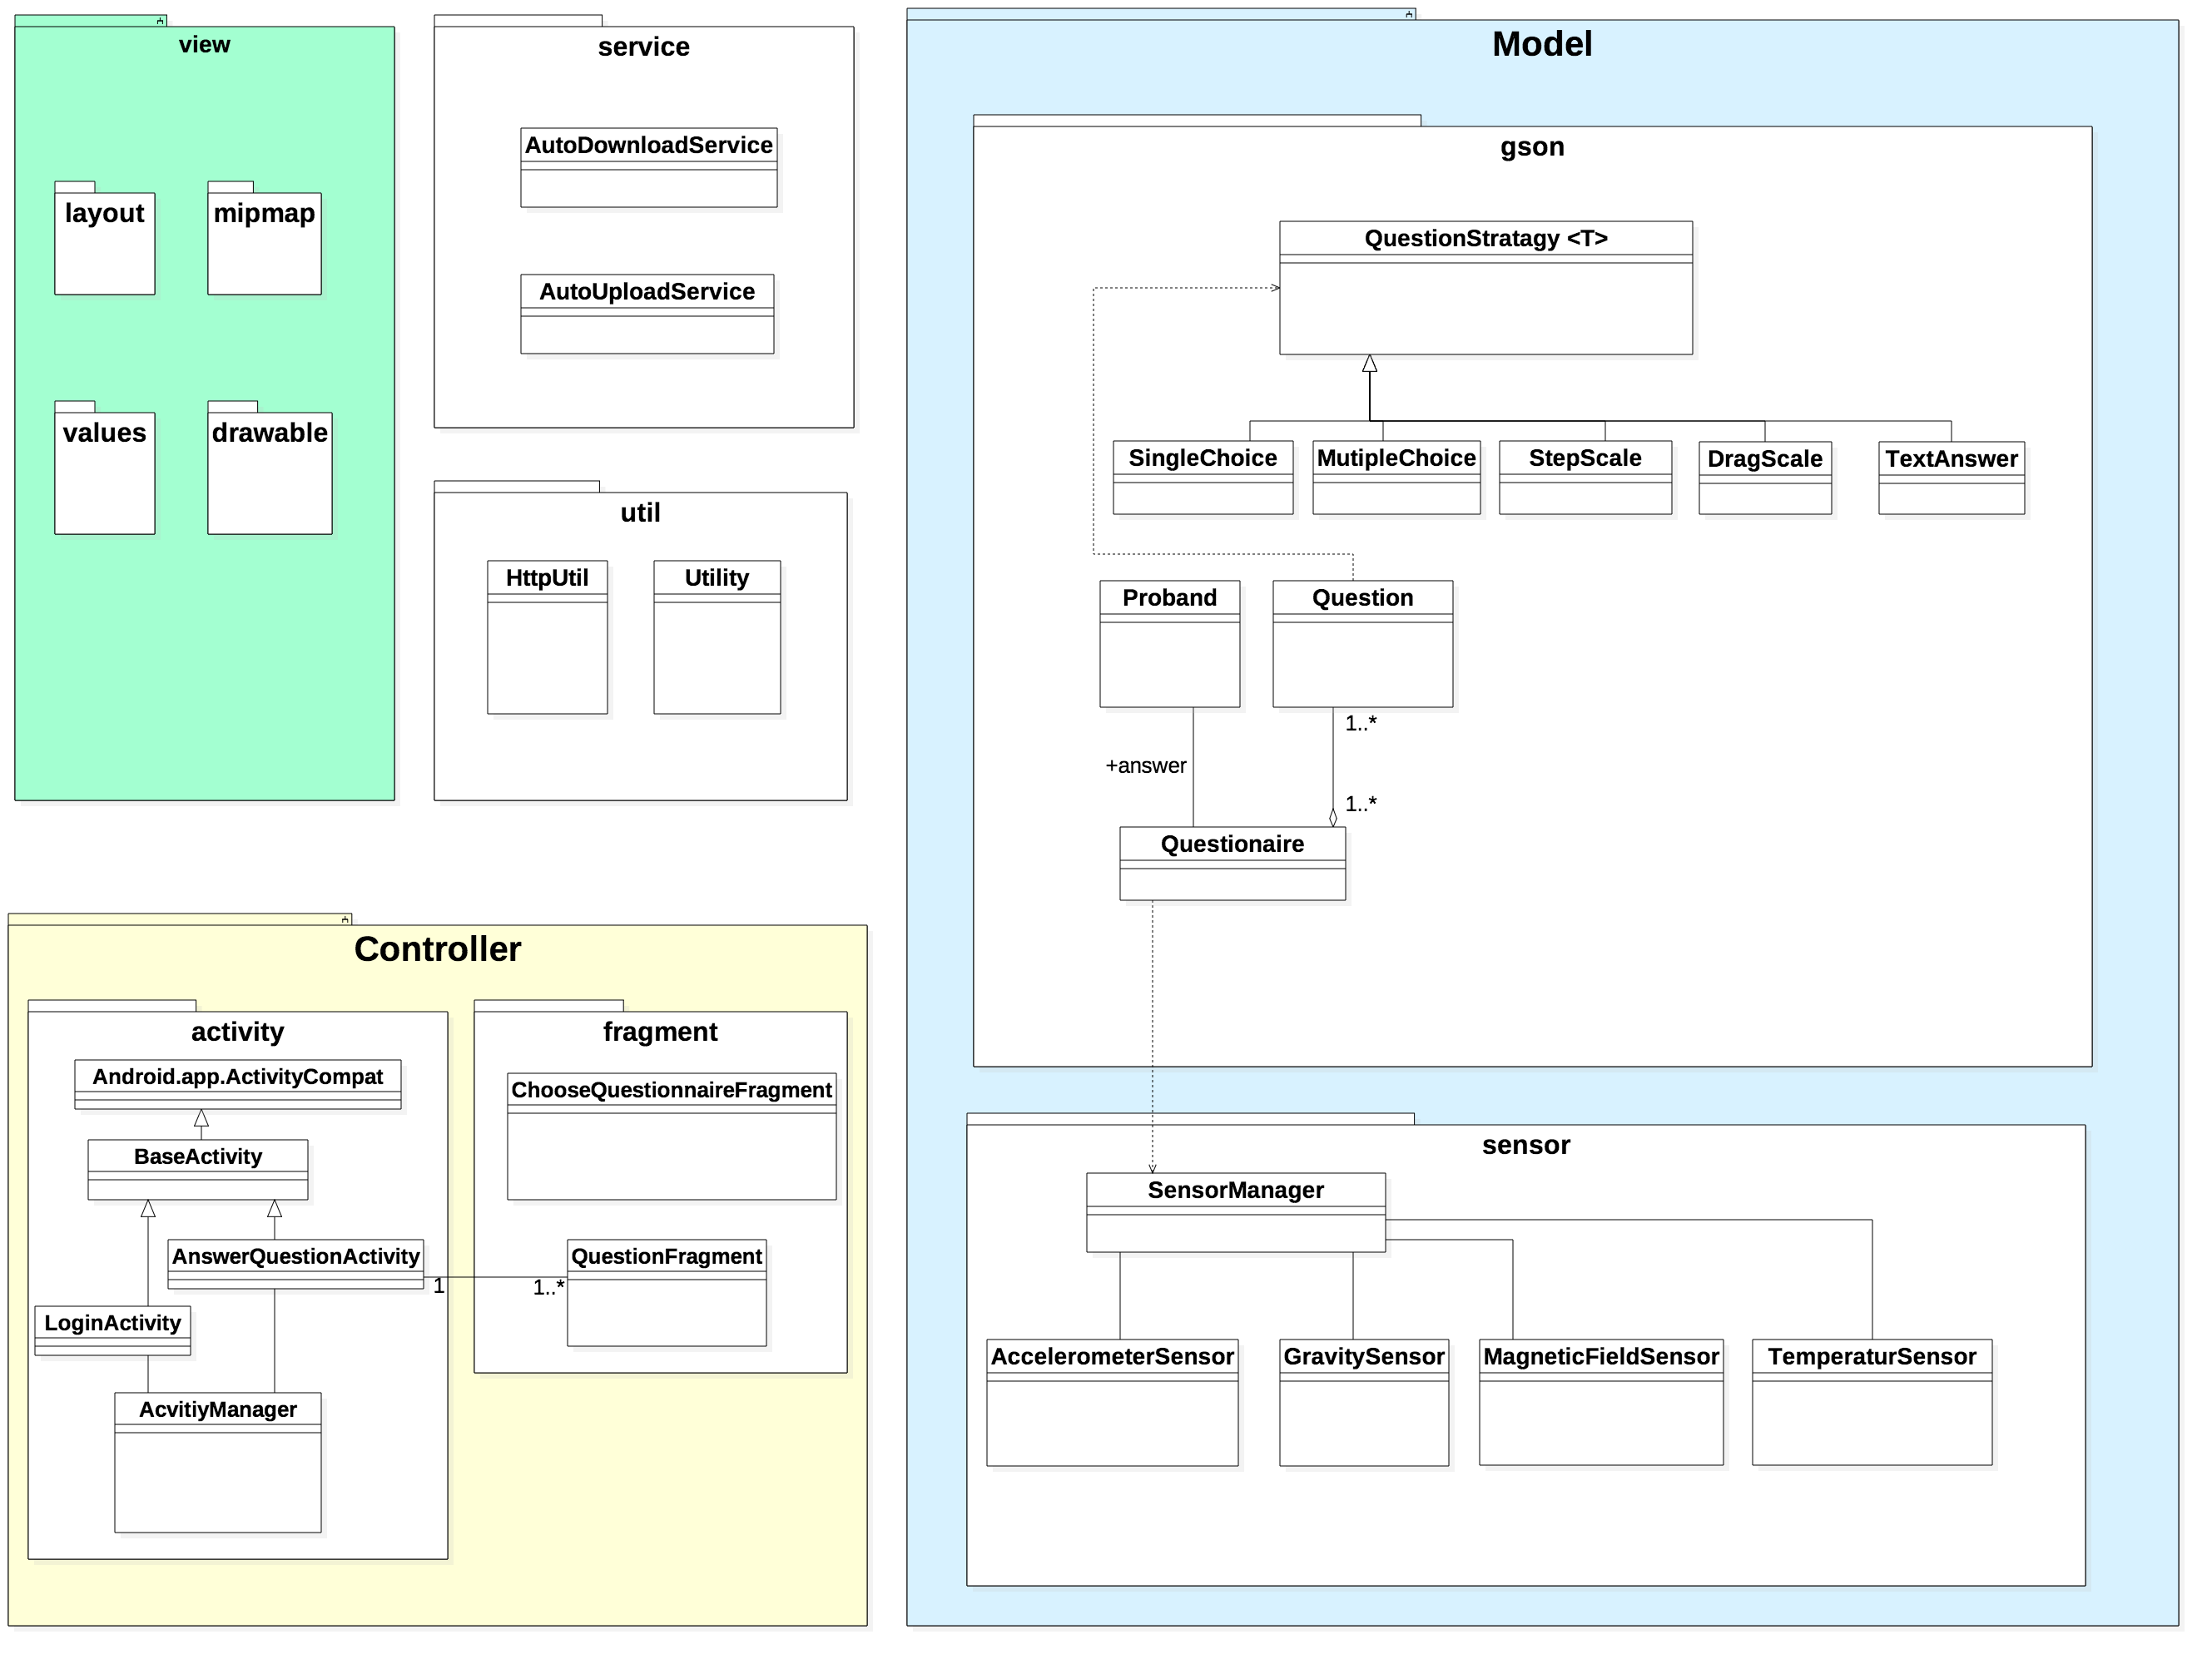 view
layout
mipmap
values
drawable
service
AutoDownloadService
AutoUploadService
util
HttpUtil
Utility
Model
gson
QuestionStratagy <T>
SingleChoice
MutipleChoice
StepScale
DragScale
TextAnswer
Proband
Question
1..*
+answer
1..*
Questionaire
sensor
SensorManager
AccelerometerSensor
GravitySensor
MagneticFieldSensor
TemperaturSensor
Controller
activity
Android.app.ActivityCompat
BaseActivity
AnswerQuestionActivity
1
1..*
LoginActivity
AcvitiyManager
fragment
ChooseQuestionnaireFragment
QuestionFragment